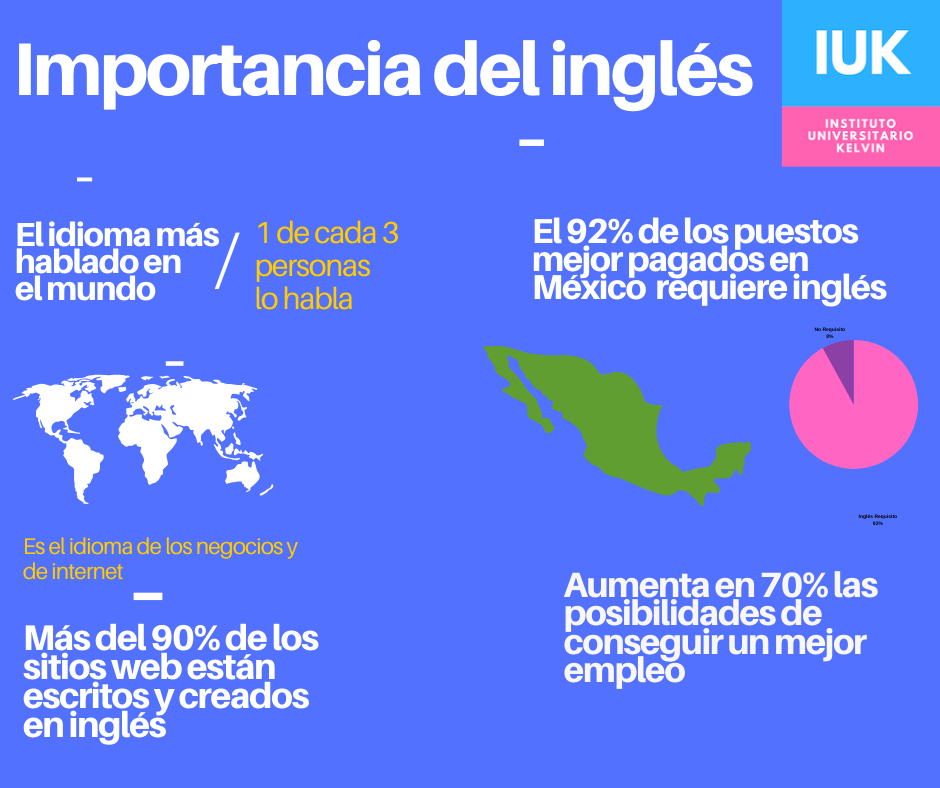 Importancia del inglés
IUK
INSTITUTO
UNIVERSITARIO
KELVIN
El idioma más
hablado en
el mundo
/
1 de cada 3
personas
lo habla
El 92% de los puestos
mejor pagados en
México requiere inglés
No Requisito
8%
Inglés Requisito
92%
Es el idioma de los negocios y
de internet
Más del 90% de los
sitios web están
escritos y creados
en inglés
Aumenta en 70% las
posibilidades de
conseguir un mejor
empleo